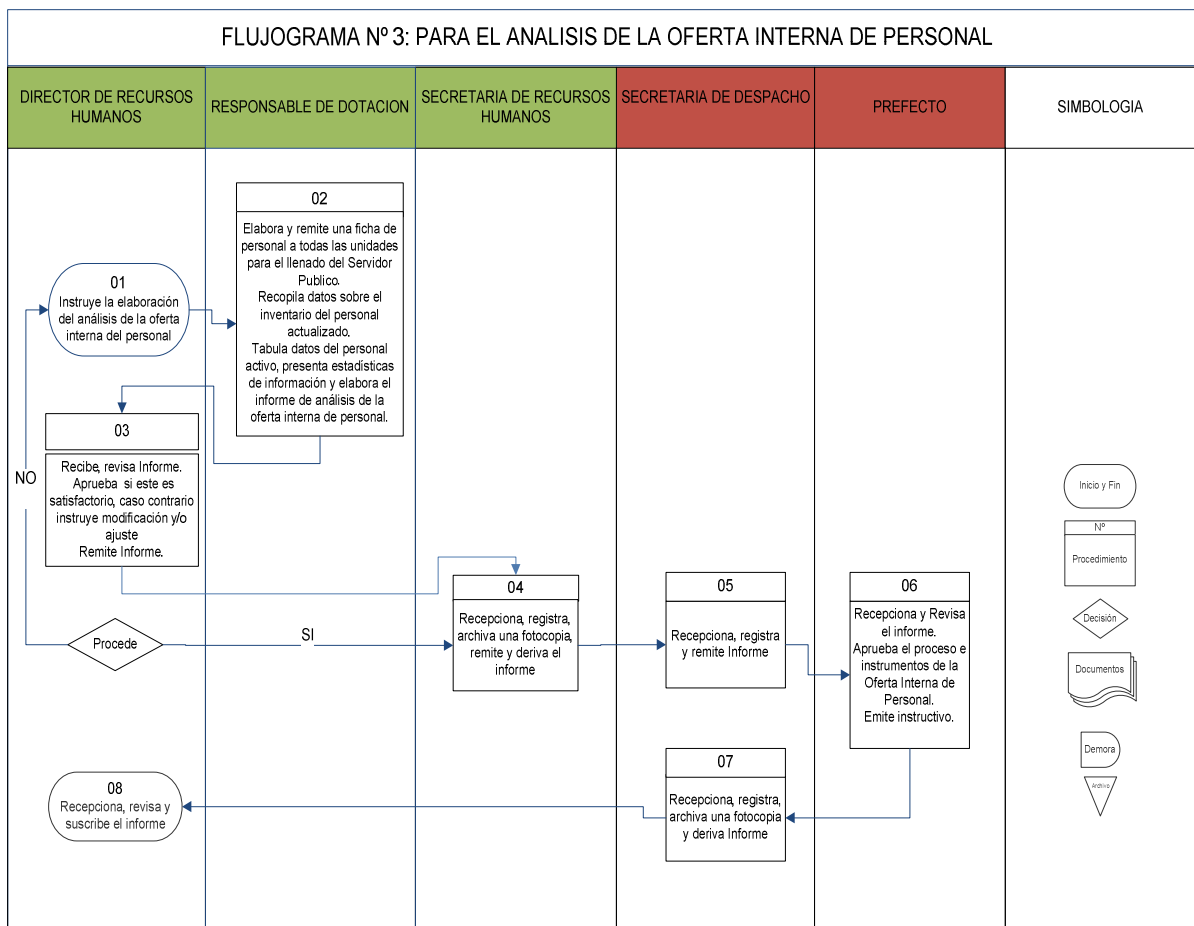 FLUJOGRAMA Nº 3: PARA EL ANALISIS DE LA OFERTA INTERNA DE PERSONAL
DIRECTOR DE RECURSOS
HUMANOS
RESPONSABLE DE DOTACION
SECRETARIA DE RECURSOS
HUMANOS
SECRETARIA DE DESPACHO
PREFECTO
SIMBOLOGIA
01
Instruye la elaboración
del análisis de la oferta
interna del personal
02
Elabora y remite una ficha de
personal a todas las unidades
para el llenado del Servidor
Publico.
Recopila datos sobre el
inventario del personal
actualizado.
Tabula datos del personal
activo, presenta estadísticas
de información y elabora el
informe de análisis de la
oferta interna de personal.
03
Recibe, revisa Informe.
Aprueba si este es
satisfactorio, caso contrario
instruye modificación y/o
ajuste
Remite Informe.
NO
Procede
SI
04
Recepciona, registra,
archiva una fotocopia,
remite y deriva el
informe
05
Recepciona, registra
y remite Informe
06
Recepciona y Revisa
el informe.
Aprueba el proceso e
instrumentos de la
Oferta Interna de
Personal.
Emite instructivo.
07
Recepciona, registra,
archiva una fotocopia
y deriva Informe
08
Recepciona, revisa y
suscribe el informe
Inicio y Fin
Nº
Procedimiento
Decisión
Documentos
Demora
Archivo